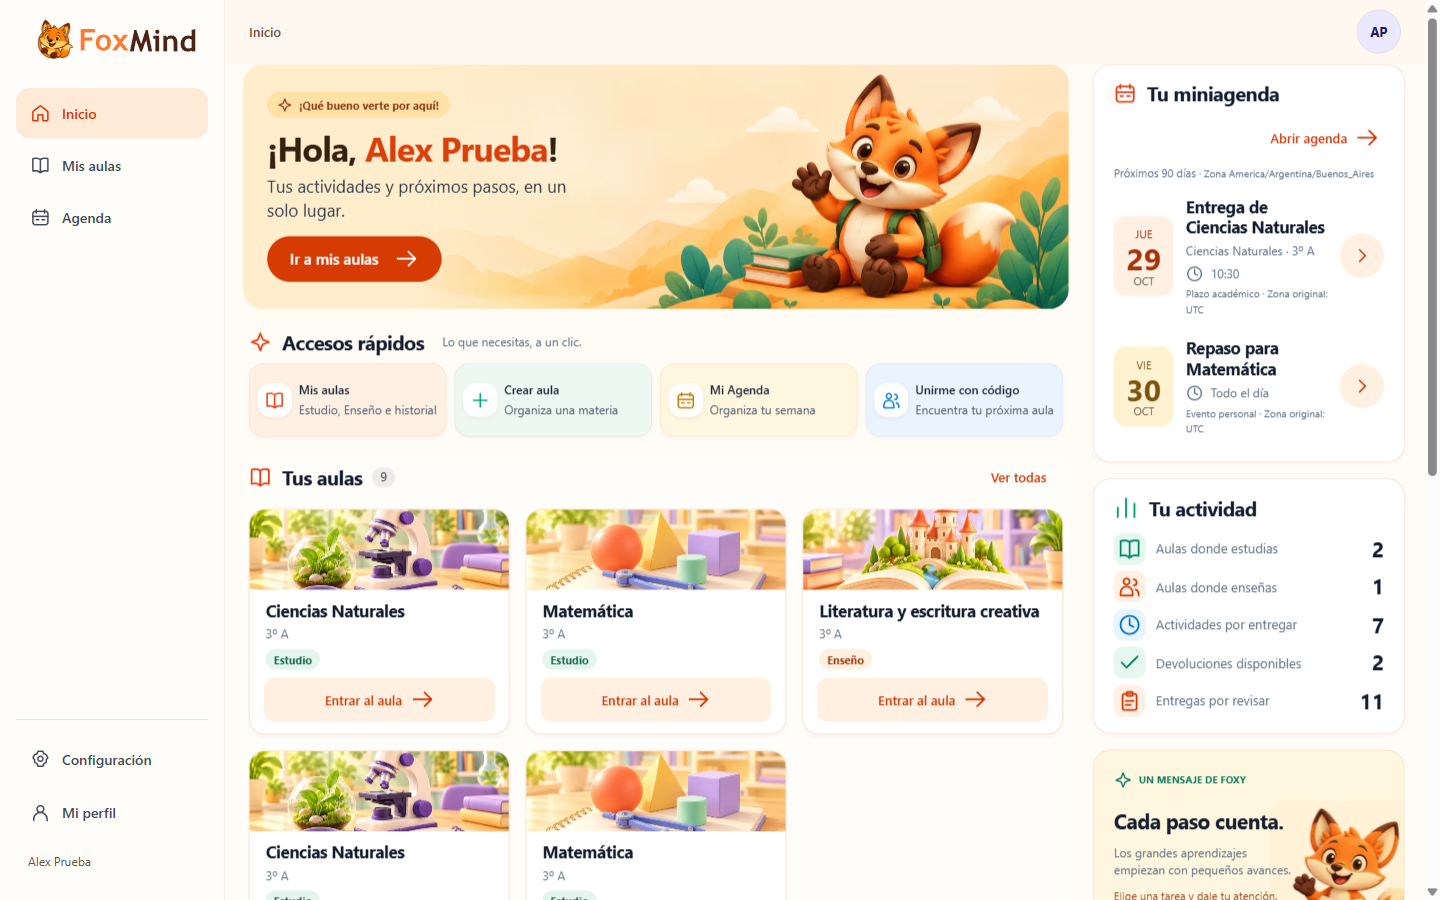 FoxMind
Inicio
Mis aulas
Agenda
Configuración
Mi perfil
Alex Prueba
Inicio
AP
¡Qué bueno verte por aquí!
¡Hola, Alex Prueba!
Tus actividades y próximos pasos, en un
solo lugar.
Ir a mis aulas
Accesos rápidos
Lo que necesitas, a un clic.
Mis aulas
Estudio, Enseño e historial
Crear aula
Organiza una materia
Mi Agenda
Organiza tu semana
Unirme con código
Encuentra tu próxima aula
Tus aulas 9
Ver todas
Ciencias Naturales
3º A
Estudio
Entrar al aula
Matemática
3º A
Estudio
Entrar al aula
Literatura y escritura creativa
3º A
Enseño
Entrar al aula
Ciencias Naturales
3º A
Estudio
Matemática
3º A
Estudio
Tu miniagenda
Abrir agenda
Próximos 90 días · Zona America/Argentina/Buenos_Aires
JUE
29
OCT
Entrega de
Ciencias Naturales
Ciencias Naturales · 3º A
10:30
Plazo académico · Zona original:
UTC
VIE
30
OCT
Repaso para
Matemática
Todo el día
Evento personal · Zona original:
UTC
Tu actividad
Aulas donde estudias 2
Aulas donde enseñas 1
Actividades por entregar 7
Devoluciones disponibles 2
Entregas por revisar 11
UN MENSAJE DE FOXY
Cada paso cuenta.
Los grandes aprendizajes
empiezan con pequeños avances.
Elige una tarea y dale tu atención.